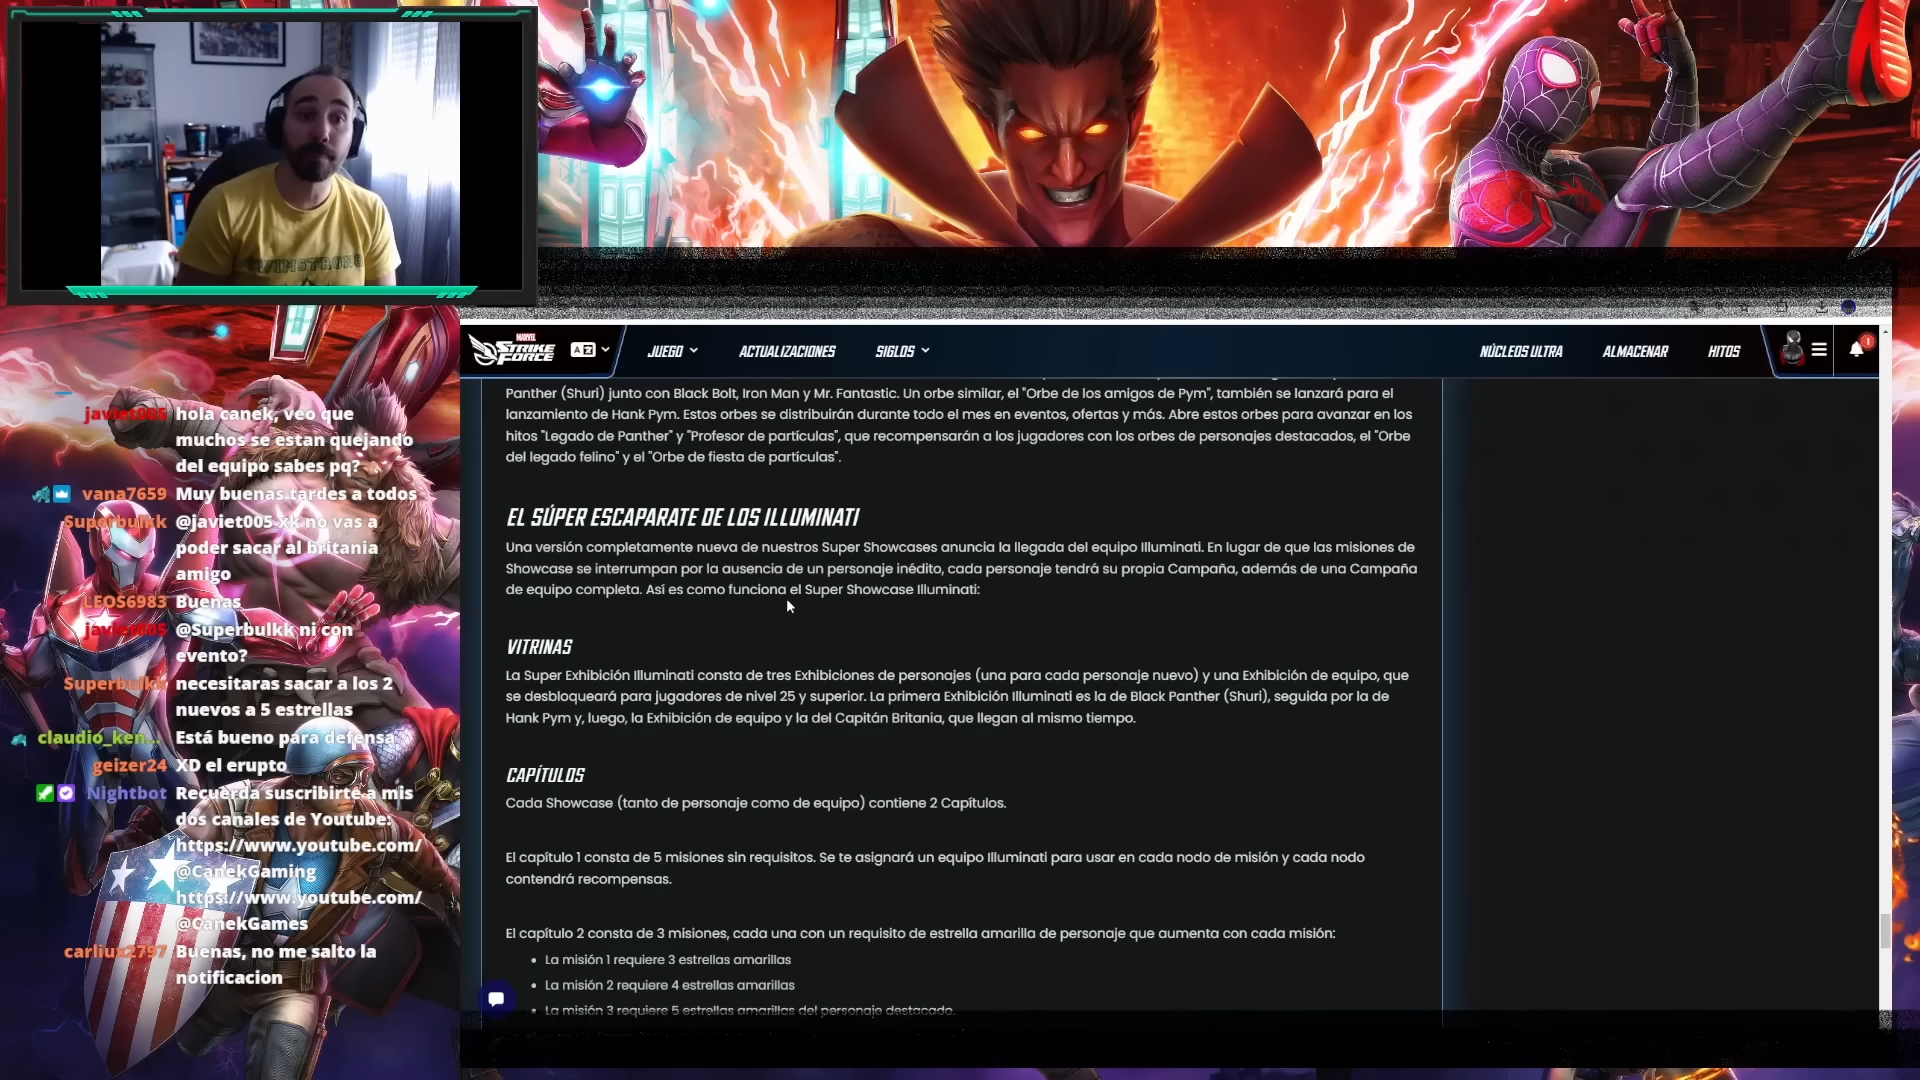 WIMSTRONG
javiet005 hola canek, veo que
muchos se estan quejando
del equipo sabes pq?
vana7659 Muy buenas tardes a todos
Superbulkk @javiet005 xk no vas a
poder sacar al britania
amigo
LEOS6983 Buenas
javiet005 @Superbulkk ni con
evento?
Superbulkk necesitaras sacar a los 2
nuevos a 5 estrellas
claudio_ken... Está bueno para defensa
geizer24 XD el erupto
Nightbot Recuerda suscribirte a mis
dos canales de Youtube:
https://www.youtube.com/
@CanekGaming
https://www.youtube.com/
@CanekGames
carliux2797 Buenas, no me salto la
notificacion
MARVEL
STRIKE
FORCE
JUEGO
ACTUALIZACIONES
SIGLOS
NÚCLEOS ULTRA
ALMACENAR
HITOS
1
Panther (Shuri) junto con Black Bolt, Iron Man y Mr. Fantastic. Un orbe similar, el "Orbe de los amigos de Pym", también se lanzará para el
lanzamiento de Hank Pym. Estos orbes se distribuirán durante todo el mes en eventos, ofertas y más. Abre estos orbes para avanzar en los
hitos "Legado de Panther" y "Profesor de partículas", que recompensarán a los jugadores con los orbes de personajes destacados, el "Orbe
del legado felino" y el "Orbe de fiesta de partículas".
EL SÚPER ESCAPARATE DE LOS ILLUMINATI
Una versión completamente nueva de nuestros Super Showcases anuncia la llegada del equipo Illuminati. En lugar de que las misiones de
Showcase se interrumpan por la ausencia de un personaje inédito, cada personaje tendrá su propia Campaña, además de una Campaña
de equipo completa. Así es como funciona el Super Showcase Illuminati:
VITRINAS
La Super Exhibición Illuminati consta de tres Exhibiciones de personajes (una para cada personaje nuevo) y una Exhibición de equipo, que
se desbloqueará para jugadores de nivel 25 y superior. La primera Exhibición Illuminati es la de Black Panther (Shuri), seguida por la de
Hank Pym y, luego, la Exhibición de equipo y la del Capitán Britania, que llegan al mismo tiempo.
CAPÍTULOS
Cada Showcase (tanto de personaje como de equipo) contiene 2 Capítulos.
El capítulo 1 consta de 5 misiones sin requisitos. Se te asignará un equipo Illuminati para usar en cada nodo de misión y cada nodo
contendrá recompensas.
El capítulo 2 consta de 3 misiones, cada una con un requisito de estrella amarilla de personaje que aumenta con cada misión:
• La misión 1 requiere 3 estrellas amarillas
• La misión 2 requiere 4 estrellas amarillas
• La misión 3 requiere 5 estrellas amarillas del personaje destacado.